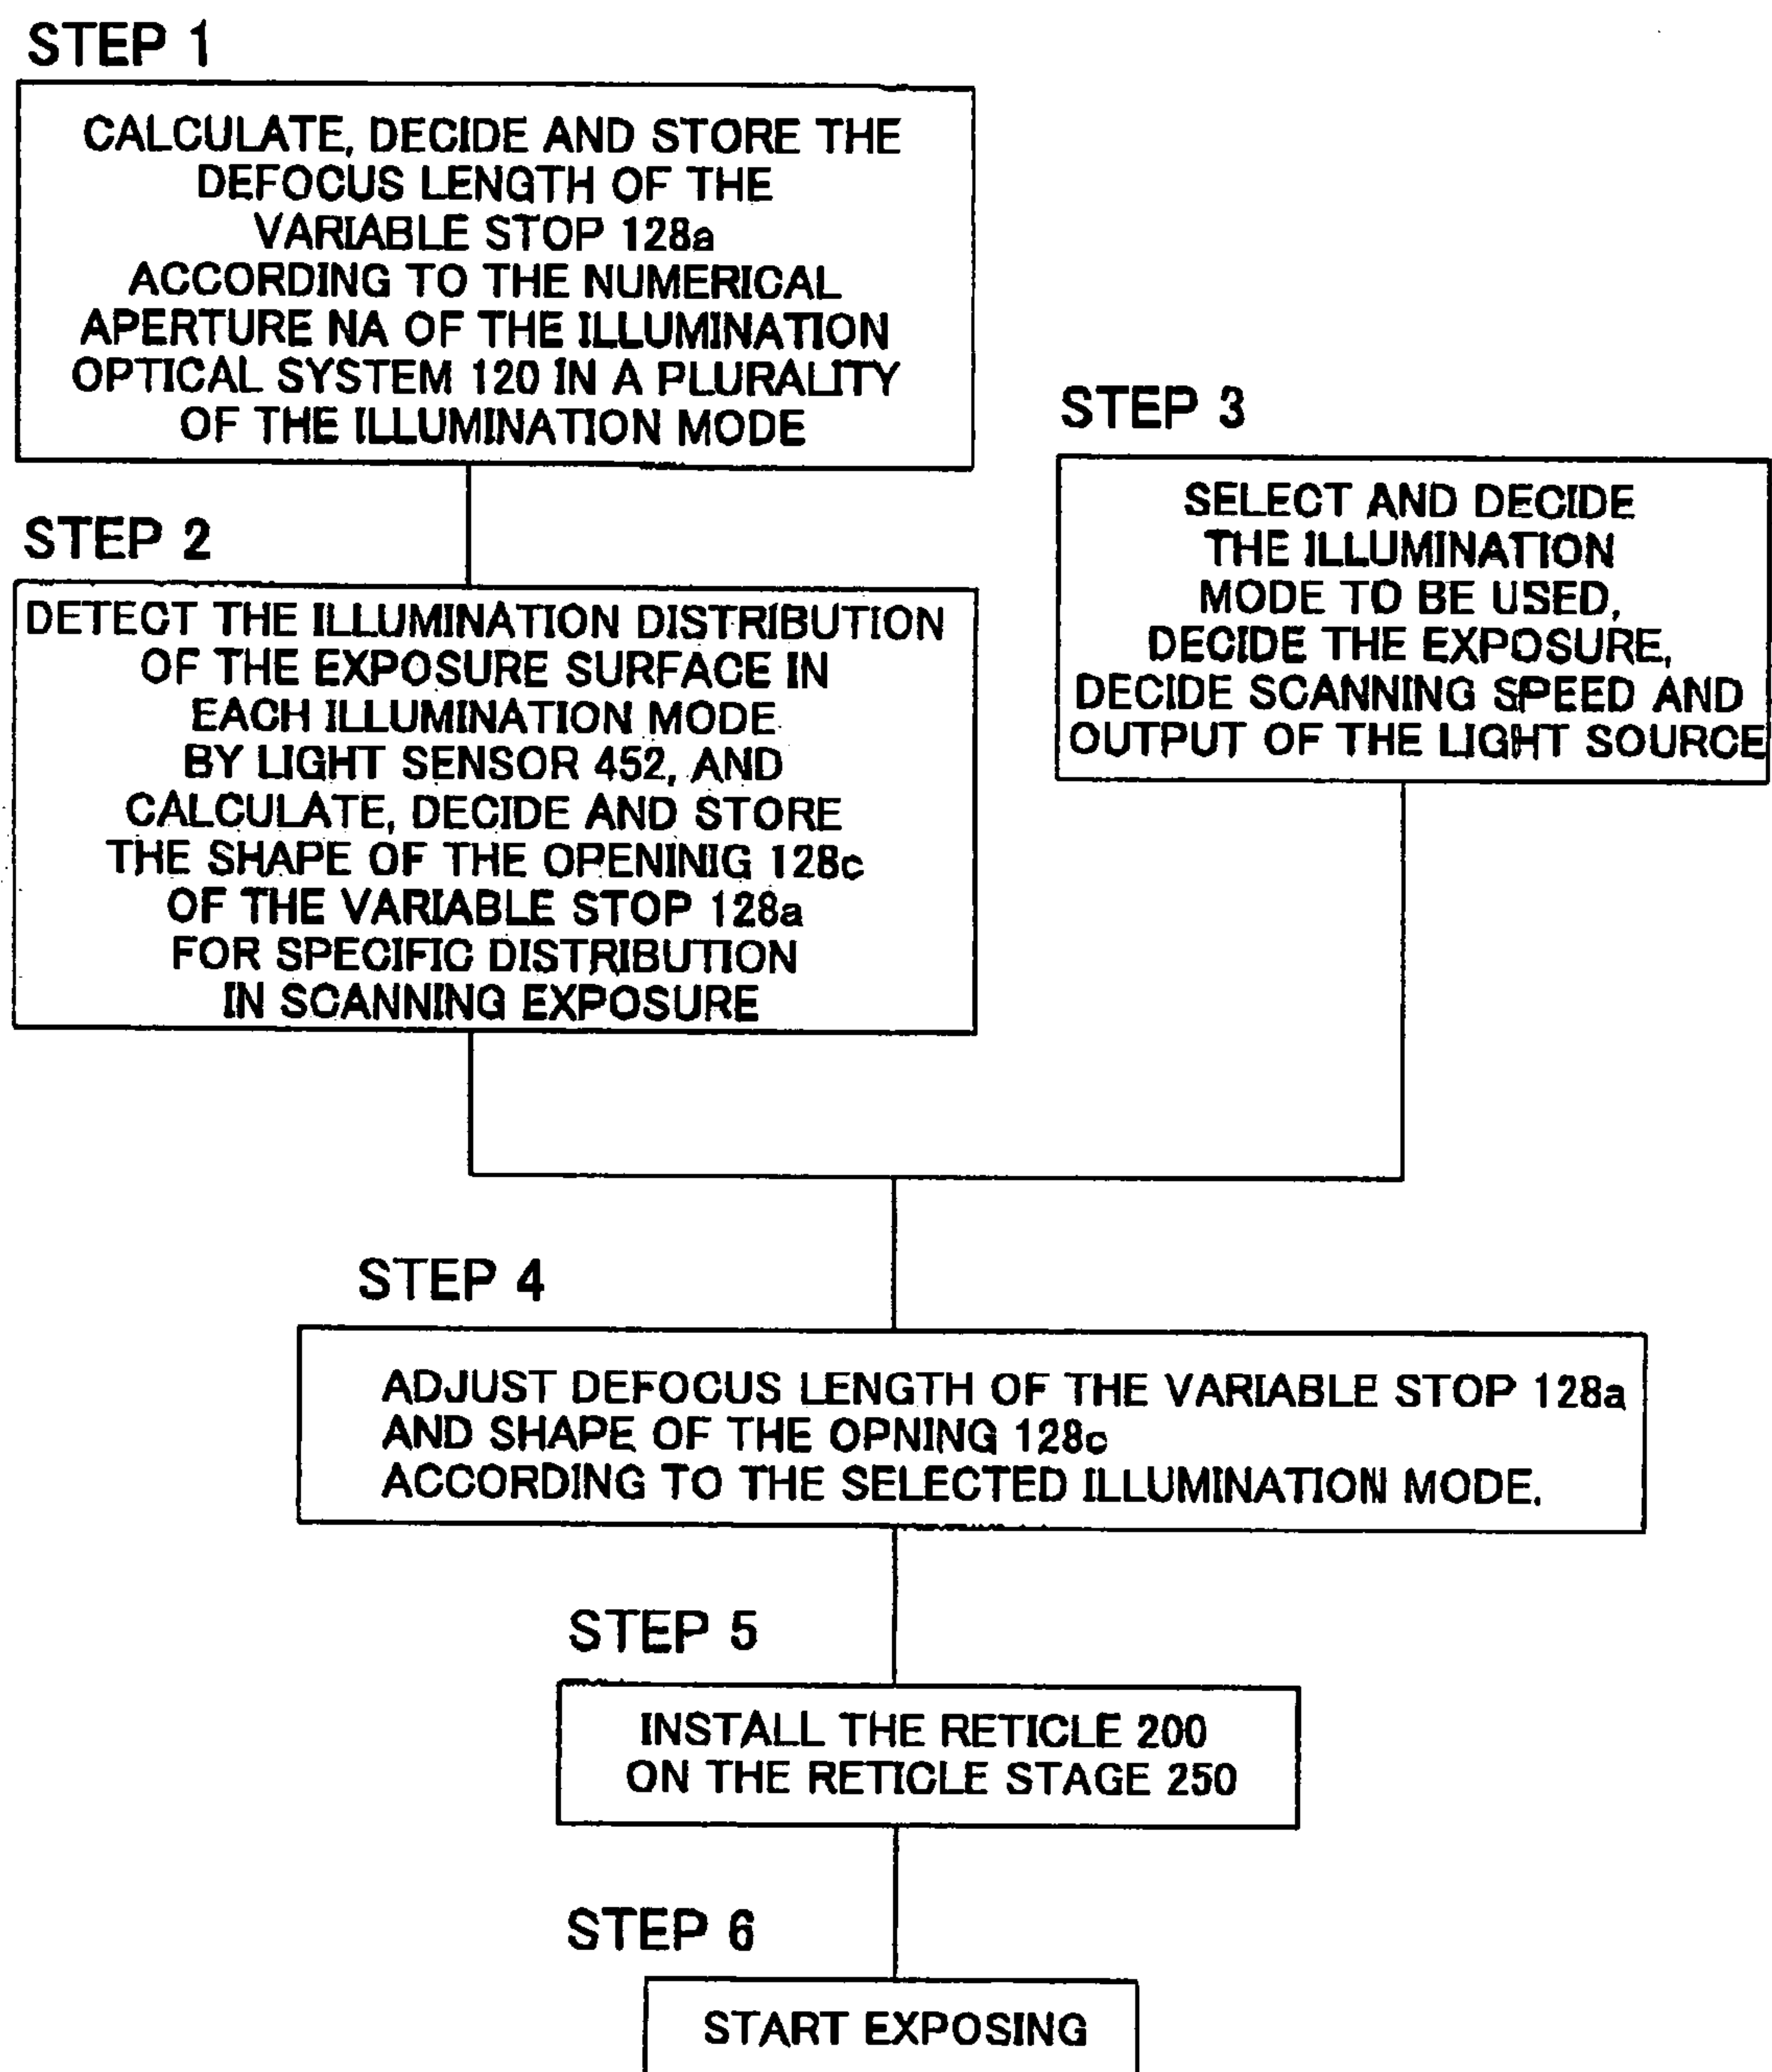 STEP 1
CALCULATE, DECIDE AND STORE THE
DEFOCUS LENGTH OF THE
VARIABLE STOP 128a
ACCORDING TO THE NUMERICAL
APERTURE NA OF THE ILLUMINATION
OPTICAL SYSTEM 120 IN A PLURALITY
OF THE ILLUMINATION MODE
STEP 2
DETECT THE ILLUMINATION DISTRIBUTION
OF THE EXPOSURE SURFACE IN
EACH ILLUMINATION MODE
BY LIGHT SENSOR 452, AND
CALCULATE, DECIDE AND STORE
THE SHAPE OF THE OPENINIG 128c
OF THE VARIABLE STOP 128a
FOR SPECIFIC DISTRIBUTION
IN SCANNING EXPOSURE
STEP 3
SELECT AND DECIDE
THE ILLUMINATION
MODE TO BE USED,
DECIDE THE EXPOSURE,
DECIDE SCANNING SPEED AND
OUTPUT OF THE LIGHT SOURCE
STEP 4
ADJUST DEFOCUS LENGTH OF THE VARIABLE STOP 128a
AND SHAPE OF THE OPNING 128c
ACCORDING TO THE SELECTED ILLUMINATION MODE.
STEP 5
INSTALL THE RETICLE 200
ON THE RETICLE STAGE 250
STEP 6
START EXPOSING